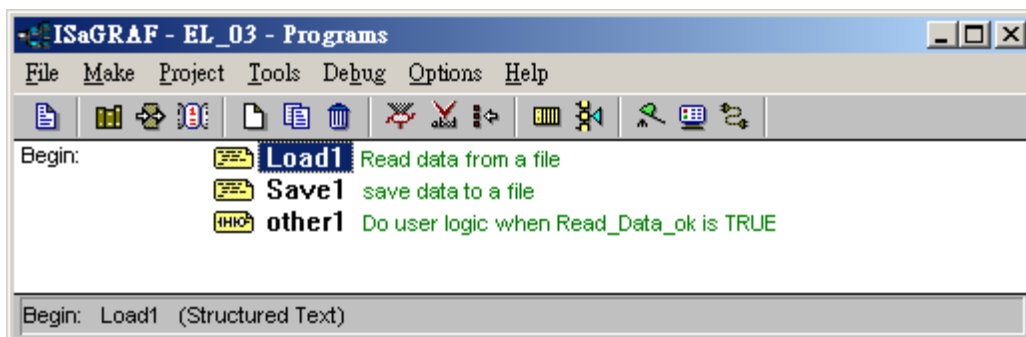 ISaGRAF - EL_03 - Programs
File Make Project Tools Debug Options Help
Begin: Load1 Read data from a file
Save1 save data to a file
other1 Do user logic when Read_Data_ok is TRUE
Begin: Load1 (Structured Text)